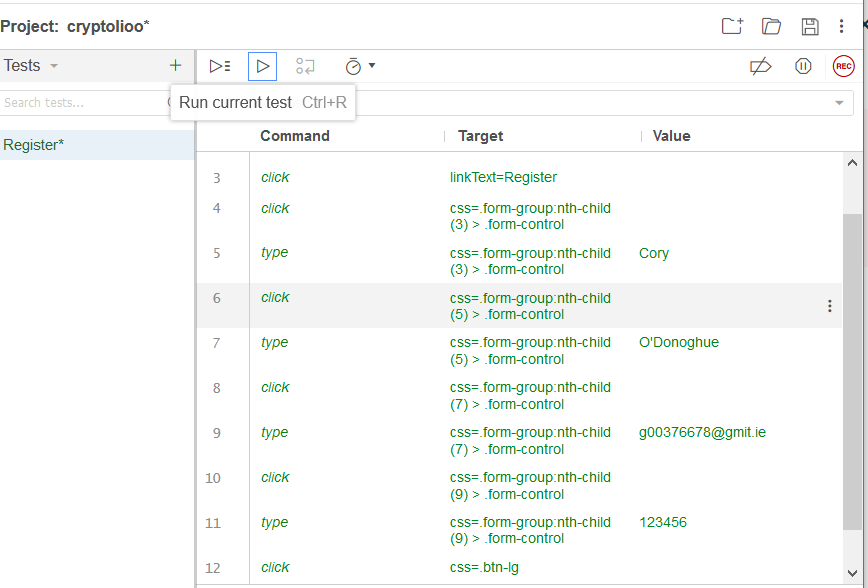 Project: cryptolioo*
Tests
REC
Search tests...
Run current test Ctrl+R
Command Target Value
Register*
3 click linkText=Register
4 click css=.form-group:nth-child
(3) > .form-control
5 type css=.form-group:nth-child Cory
(3) > .form-control
6 click css=.form-group:nth-child
(5) > .form-control
7 type css=.form-group:nth-child O'Donoghue
(5) > .form-control
8 click css=.form-group:nth-child
(7) > .form-control
9 type css=.form-group:nth-child g00376678@gmit.ie
(7) > .form-control
10 click css=.form-group:nth-child
(9) > .form-control
11 type css=.form-group:nth-child 123456
(9) > .form-control
12 click css=.btn-lg